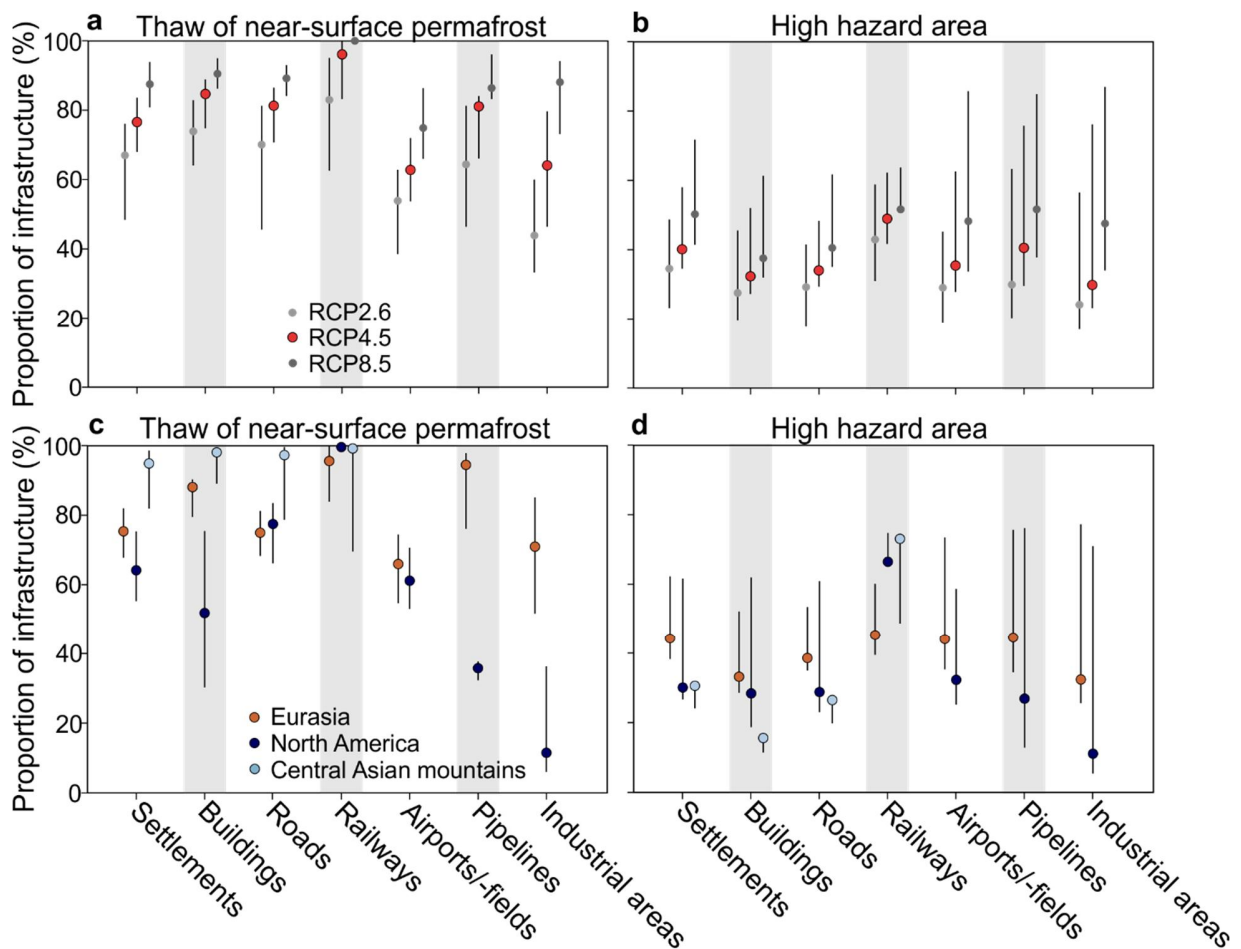 a Thaw of near-surface permafrost
b High hazard area
Proportion of infrastructure (%)
100
80
60
40
20
0
RCP2.6
RCP4.5
RCP8.5
c Thaw of near-surface permafrost
d High hazard area
Proportion of infrastructure (%)
100
80
60
40
20
0
Eurasia
North America
Central Asian mountains
Settlements
Buildings
Roads
Railways
Airports/-fields
Pipelines
Industrial areas
Settlements
Buildings
Roads
Railways
Airports/-fields
Pipelines
Industrial areas